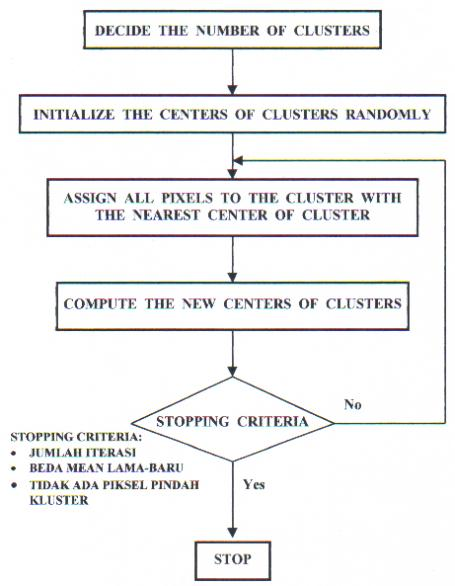 DECIDE THE NUMBER OF CLUSTERS
INITIALIZE THE CENTERS OF CLUSTERS RANDOMLY
ASSIGN ALL PIXELS TO THE CLUSTER WITH
THE NEAREST CENTER OF CLUSTER
COMPUTE THE NEW CENTERS OF CLUSTERS
STOPPING CRITERIA
No
STOPPING CRITERIA:
• JUMLAH ITERASI
• BEDA MEAN LAMA-BARU
• TIDAK ADA PIKSEL PINDAH
KLUSTER
Yes
STOP